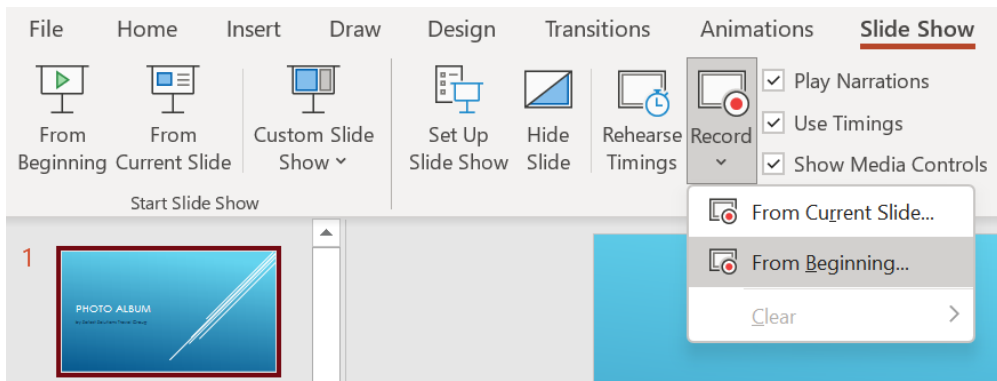 File Home Insert Draw Design Transitions Animations Slide Show
From Beginning
From Current Slide
Custom Slide Show
Set Up Slide Show
Hide Slide
Rehearse Timings
Record
Play Narrations
Use Timings
Show Media Controls
Start Slide Show
From Current Slide...
From Beginning...
Clear
1
PHOTO ALBUM